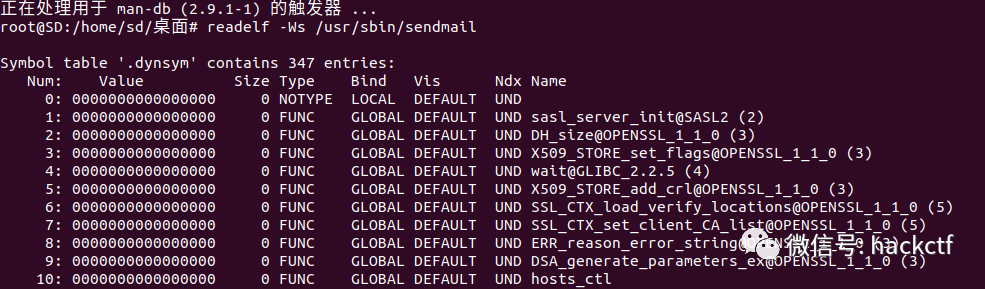 正在处理用于 man-db (2.9.1-1) 的触发器 ...
root@SD:/home/sd/桌面# readelf -Ws /usr/sbin/sendmail
Symbol table '.dynsym' contains 347 entries:
Num: Value Size Type Bind Vis Ndx Name
0: 0000000000000000 0 NOTYPE LOCAL DEFAULT UND
1: 0000000000000000 0 FUNC GLOBAL DEFAULT UND sasl_server_init@SASL2 (2)
2: 0000000000000000 0 FUNC GLOBAL DEFAULT UND DH_size@OPENSSL_1_1_0 (3)
3: 0000000000000000 0 FUNC GLOBAL DEFAULT UND X509_STORE_set_flags@OPENSSL_1_1_0 (3)
4: 0000000000000000 0 FUNC GLOBAL DEFAULT UND wait@GLIBC_2.2.5 (4)
5: 0000000000000000 0 FUNC GLOBAL DEFAULT UND X509_STORE_add_crl@OPENSSL_1_1_0 (3)
6: 0000000000000000 0 FUNC GLOBAL DEFAULT UND SSL_CTX_load_verify_locations@OPENSSL_1_1_0 (5)
7: 0000000000000000 0 FUNC GLOBAL DEFAULT UND SSL_CTX_set_client_CA_list@OPENSSL_1_1_0 (5)
8: 0000000000000000 0 FUNC GLOBAL DEFAULT UND ERR_reason_error_string@OPENSSL_1_1_0 (3)
9: 0000000000000000 0 FUNC GLOBAL DEFAULT UND DSA_generate_parameters_ex@OPENSSL_1_1_0 (3)
10: 0000000000000000 0 FUNC GLOBAL DEFAULT UND hosts_ctl
微信号: hackctf